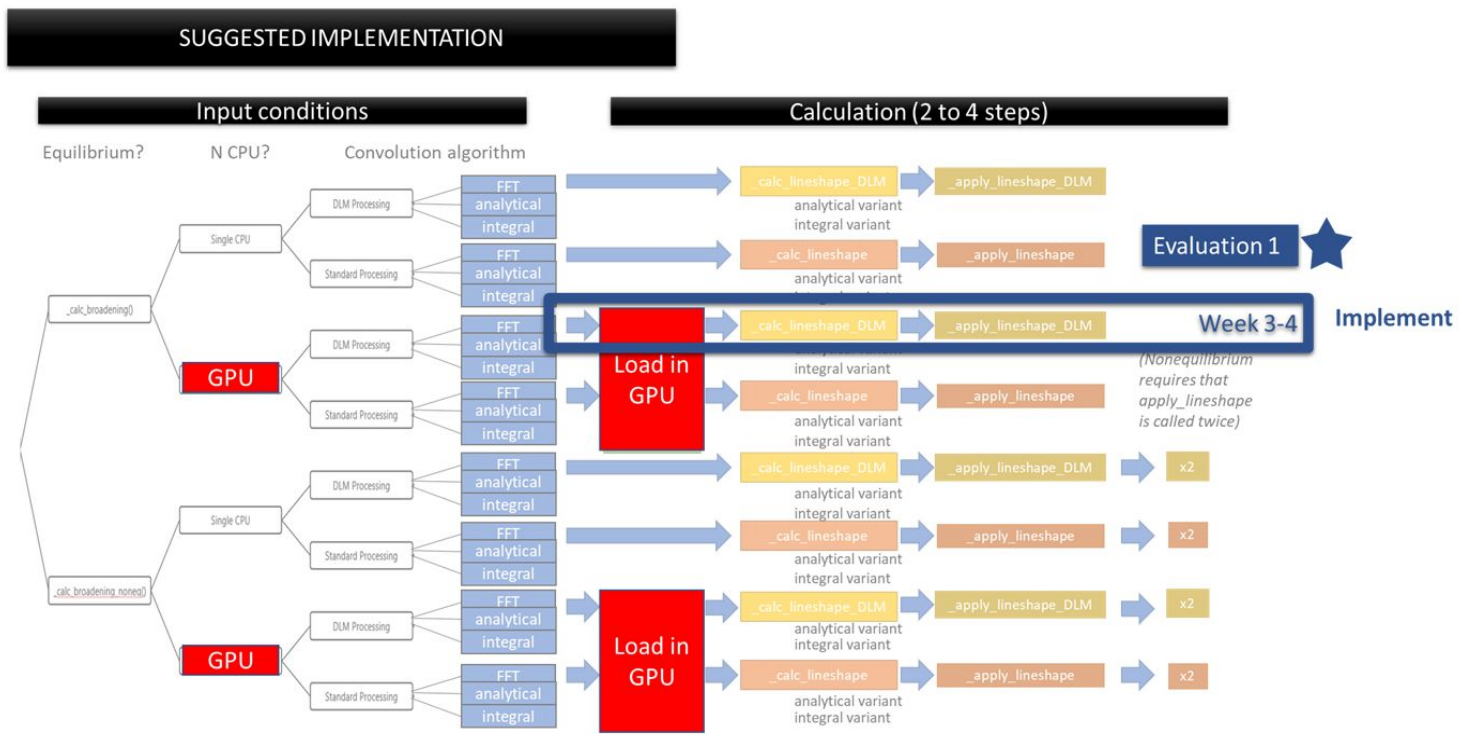 SUGGESTED IMPLEMENTATION
Input conditions
Calculation (2 to 4 steps)
Equilibrium?
N CPU?
Convolution algorithm
_calc_broadening()
Single CPU
DLM Processing
FFT
analytical
integral
_calc_lineshape_DLM
_apply_lineshape_DLM
analytical variant
integral variant
Standard Processing
FFT
analytical
integral
_calc_lineshape
_apply_lineshape
analytical variant
Evaluation 1
GPU
DLM Processing
FFT
analytical
integral
Load in
GPU
_calc_lineshape_DLM
_apply_lineshape_DLM
Week 3-4
Implement
analytical variant
integral variant
(Nonequilibrium
requires that
apply_lineshape
is called twice)
Standard Processing
FFT
analytical
integral
_calc_lineshape
_apply_lineshape
analytical variant
integral variant
_calc_broadening_noneq()
Single CPU
DLM Processing
FFT
analytical
integral
_calc_lineshape_DLM
_apply_lineshape_DLM
x2
analytical variant
integral variant
Standard Processing
FFT
analytical
integral
_calc_lineshape
_apply_lineshape
x2
analytical variant
integral variant
GPU
DLM Processing
FFT
analytical
integral
Load in
GPU
_calc_lineshape_DLM
_apply_lineshape_DLM
x2
analytical variant
integral variant
Standard Processing
FFT
analytical
integral
_calc_lineshape
_apply_lineshape
x2
analytical variant
integral variant